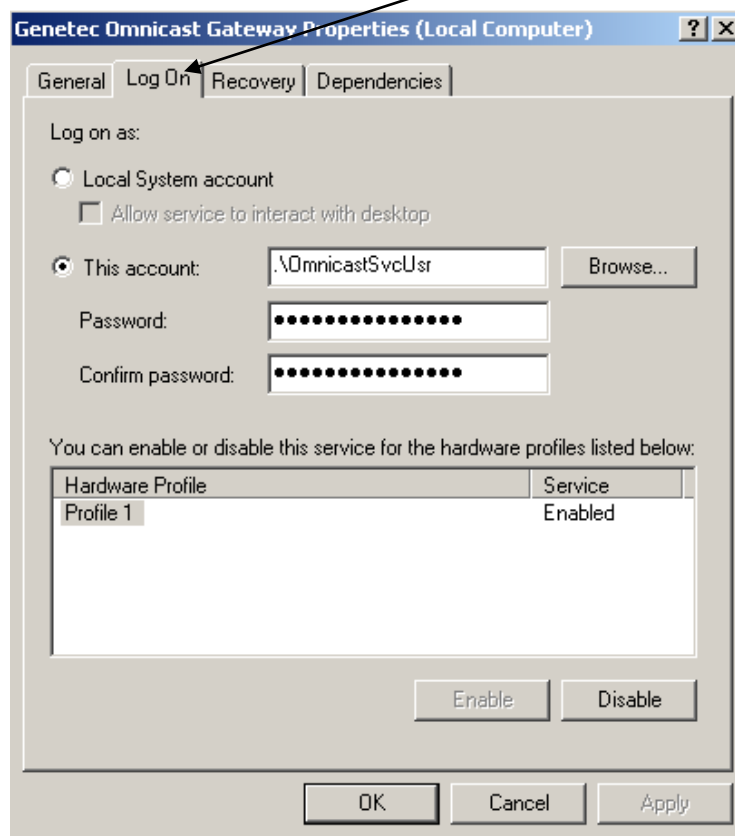 Genetec Omnicast Gateway Properties (Local Computer) ? X
General Log On Recovery Dependencies
Log on as:
Local System account
Allow service to interact with desktop
This account: .\OmnicastSvcUsr Browse...
Password: •••••••••••••••
Confirm password: •••••••••••••••
You can enable or disable this service for the hardware profiles listed below:
Hardware Profile Service
Profile 1 Enabled
Enable Disable
OK Cancel Apply